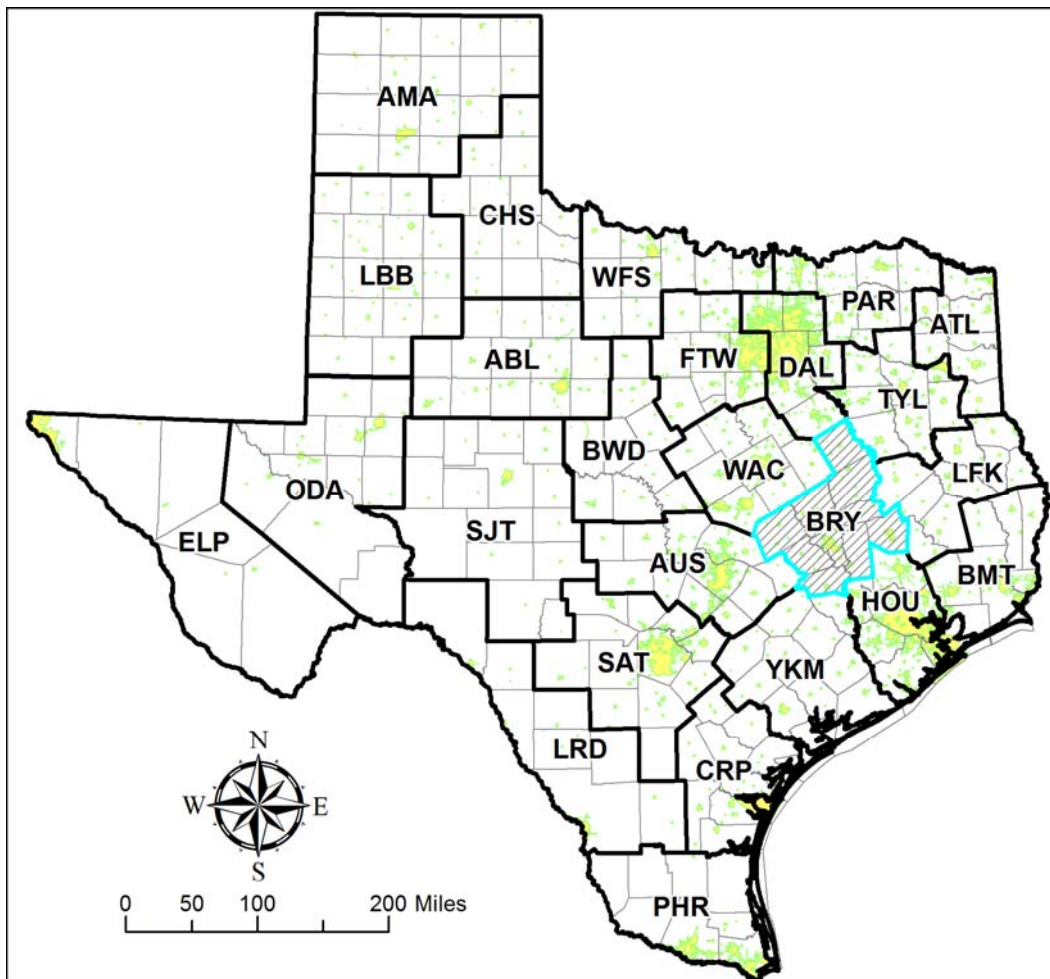 AMA
CHS
LBB
WFS
PAR
ATL
ABL
FTW
DAL
TYL
BWD
WAC
LFK
ODA
SJT
BRY
ELP
AUS
BMT
HOU
SAT
YKM
LRD
CRP
N
W E
S
PHR
0 50 100 200 Miles